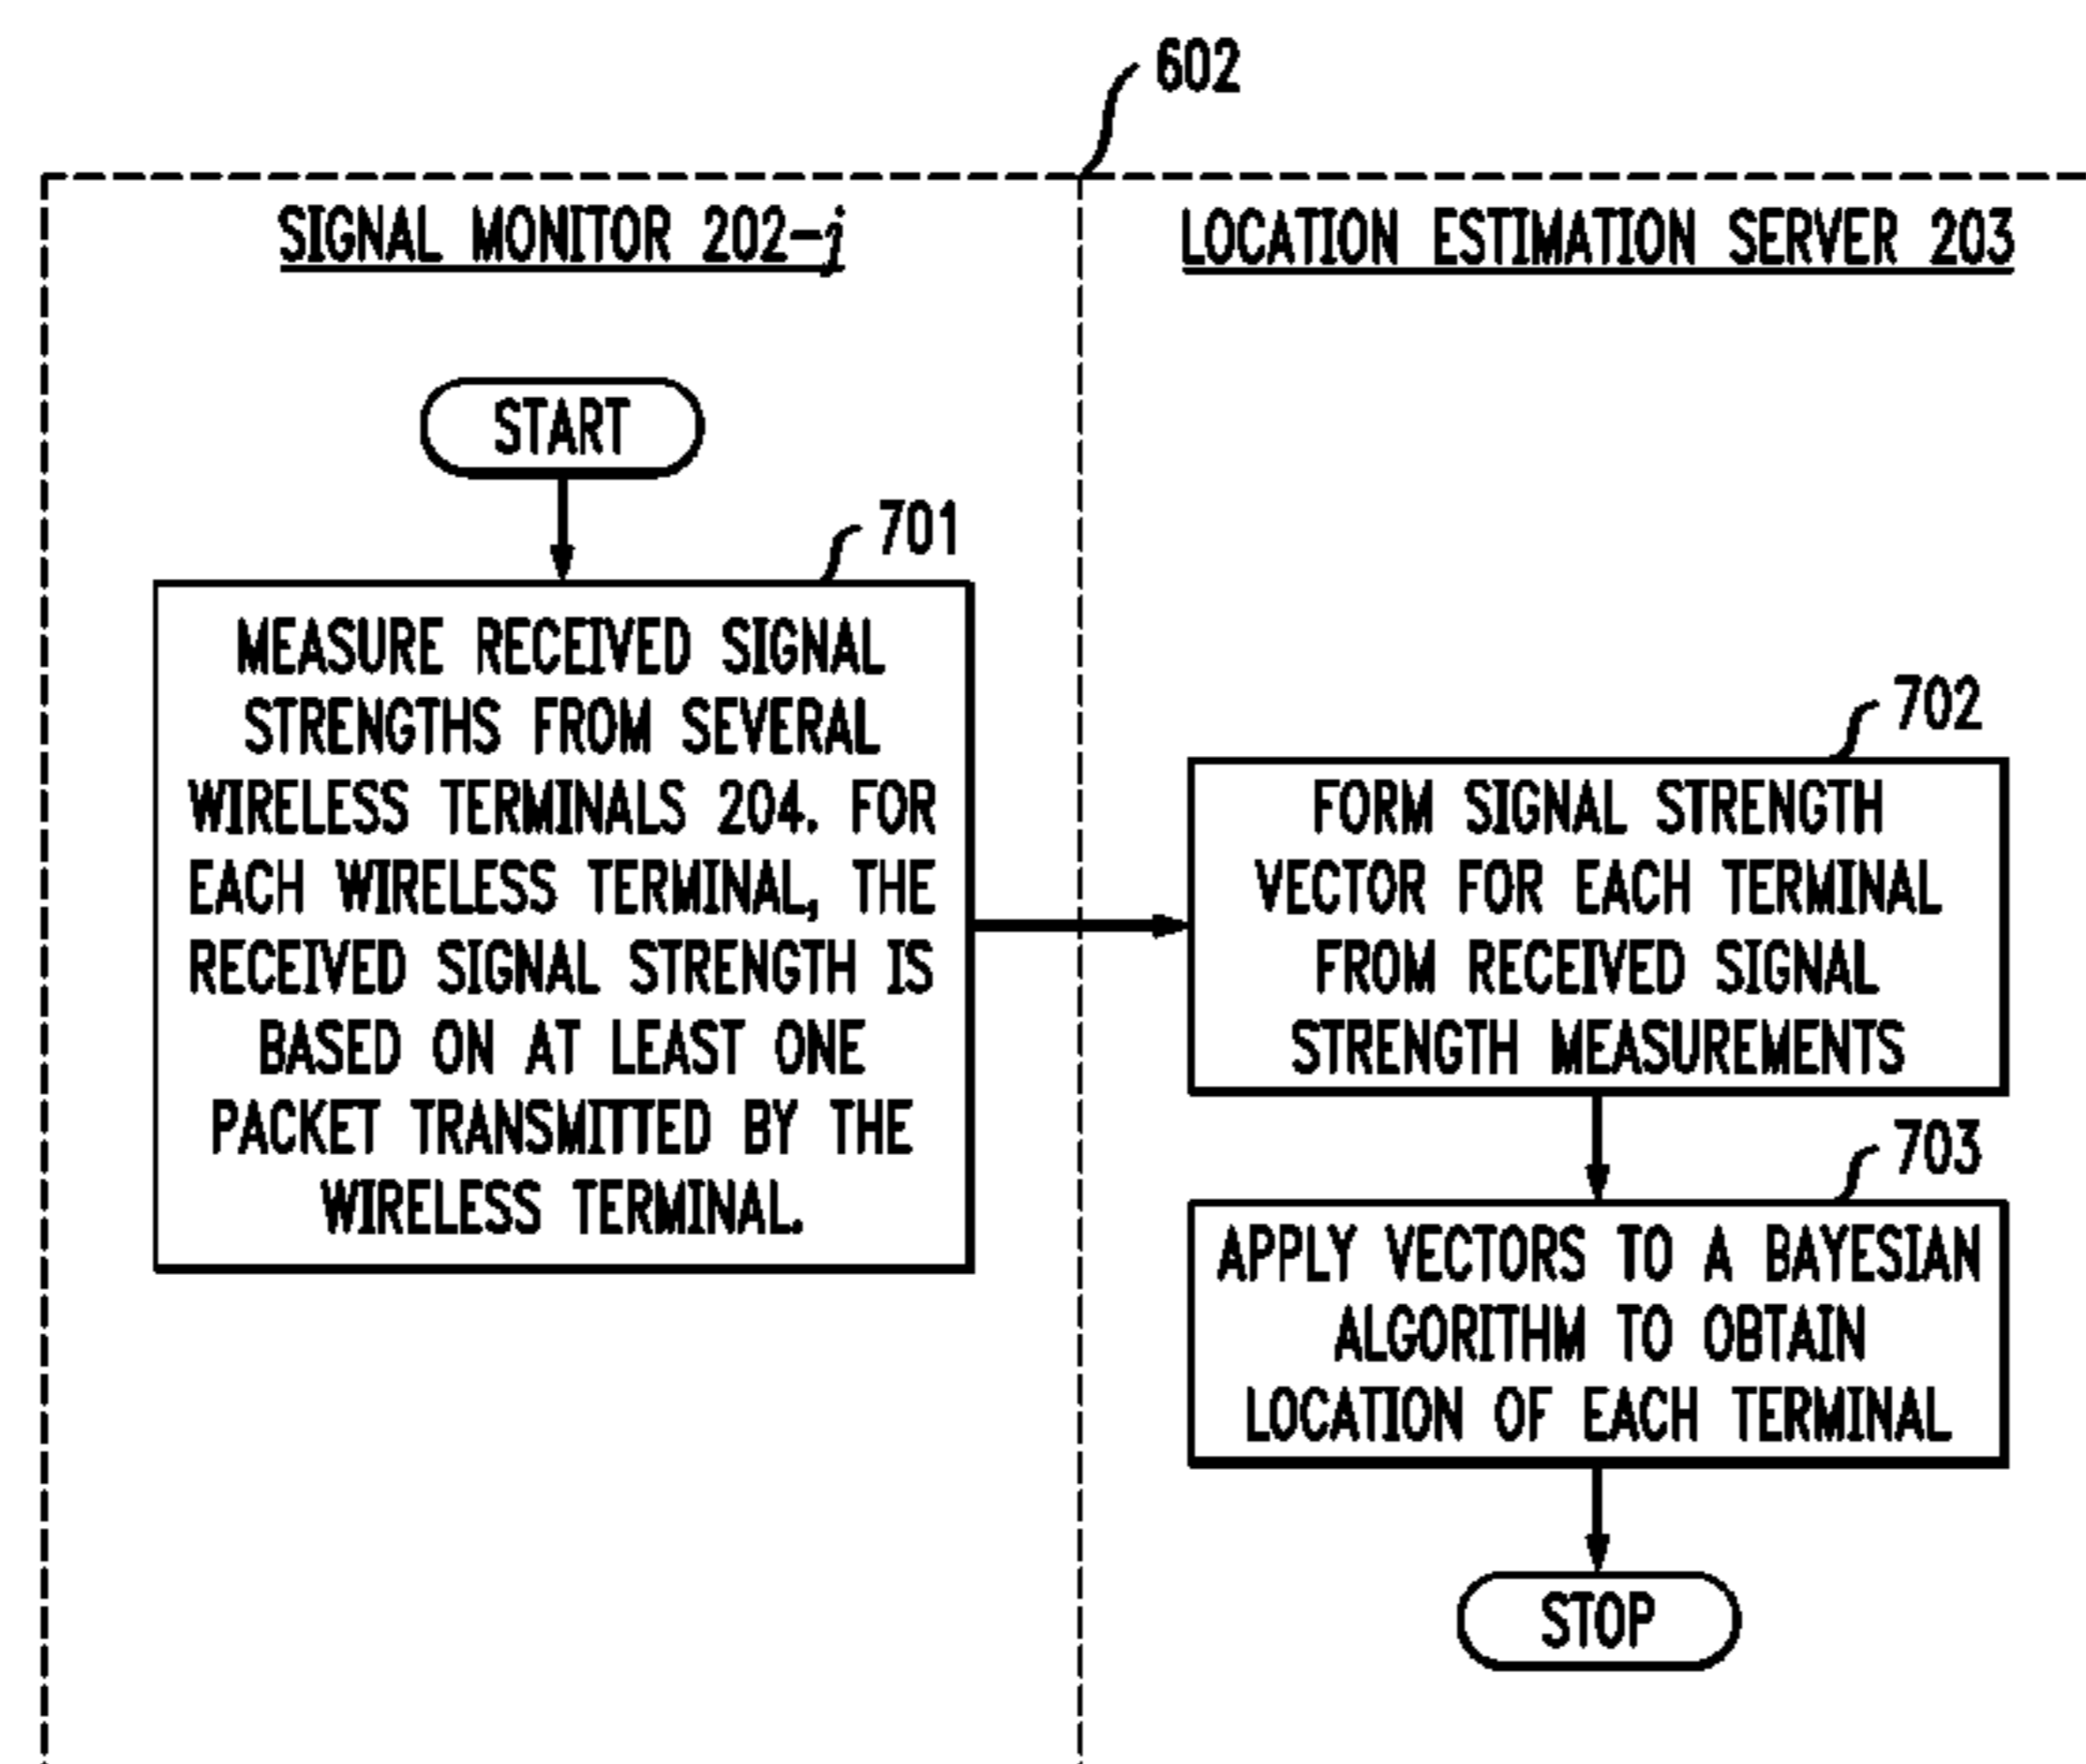 602
SIGNAL MONITOR 202-j
LOCATION ESTIMATION SERVER 203
START
701
MEASURE RECEIVED SIGNAL
STRENGTHS FROM SEVERAL
WIRELESS TERMINALS 204. FOR
EACH WIRELESS TERMINAL, THE
RECEIVED SIGNAL STRENGTH IS
BASED ON AT LEAST ONE
PACKET TRANSMITTED BY THE
WIRELESS TERMINAL.
702
FORM SIGNAL STRENGTH
VECTOR FOR EACH TERMINAL
FROM RECEIVED SIGNAL
STRENGTH MEASUREMENTS
703
APPLY VECTORS TO A BAYESIAN
ALGORITHM TO OBTAIN
LOCATION OF EACH TERMINAL
STOP